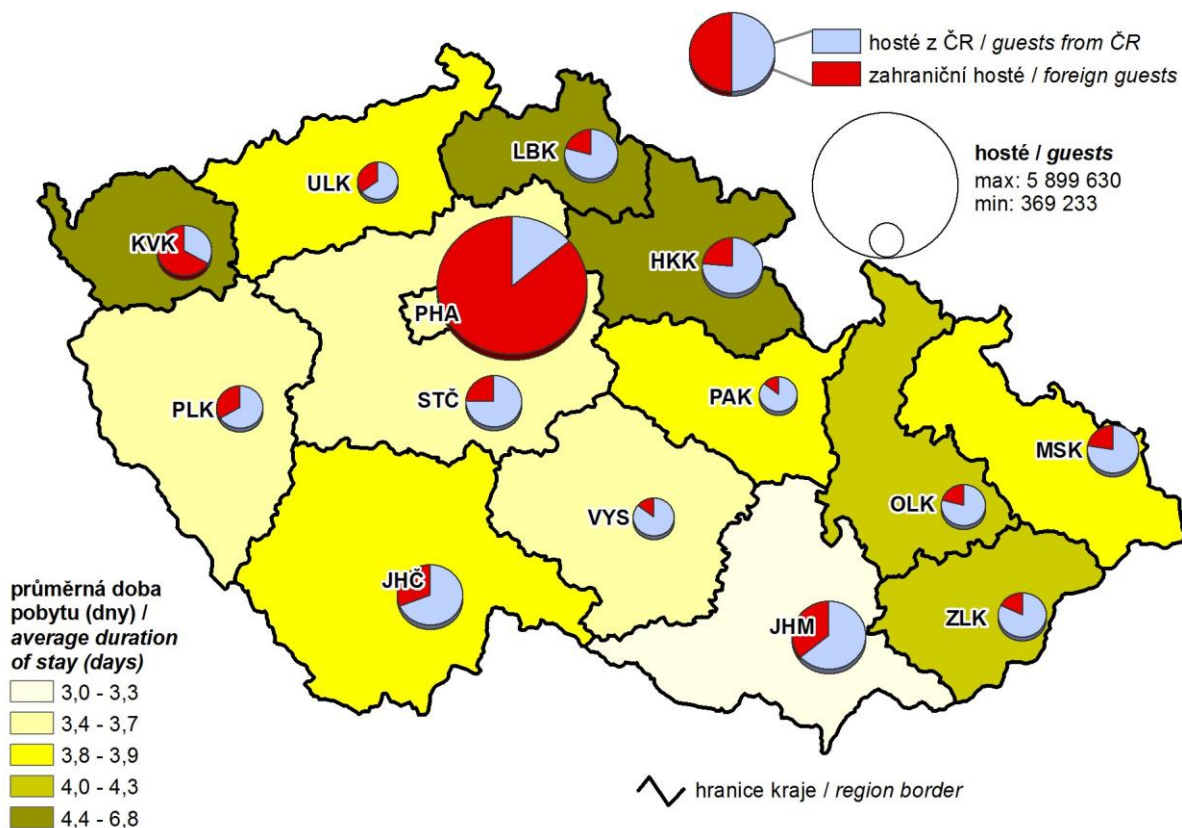 hosté z ČR / guests from ČR
zahraniční hosté / foreign guests
hosté / guests
max: 5 899 630
min: 369 233
LBK
ULK
KVK
HKK
PHA
PLK
STČ
PAK
MSK
OLK
VYS
JHČ
JHM
ZLK
průměrná doba
pobytu (dny) /
average duration
of stay (days)
3,0 - 3,3
3,4 - 3,7
3,8 - 3,9
4,0 - 4,3
4,4 - 6,8
hranice kraje / region border